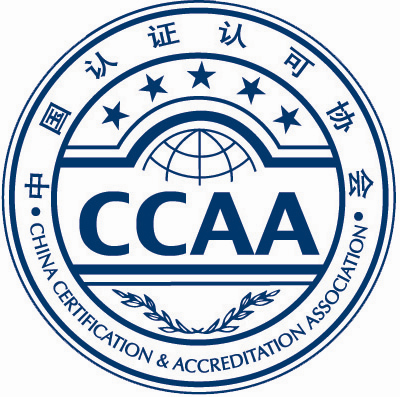 中国认证认可协会
CCAA
• CHINA CERTIFICATION & ACCREDITATION ASSOCIATION •